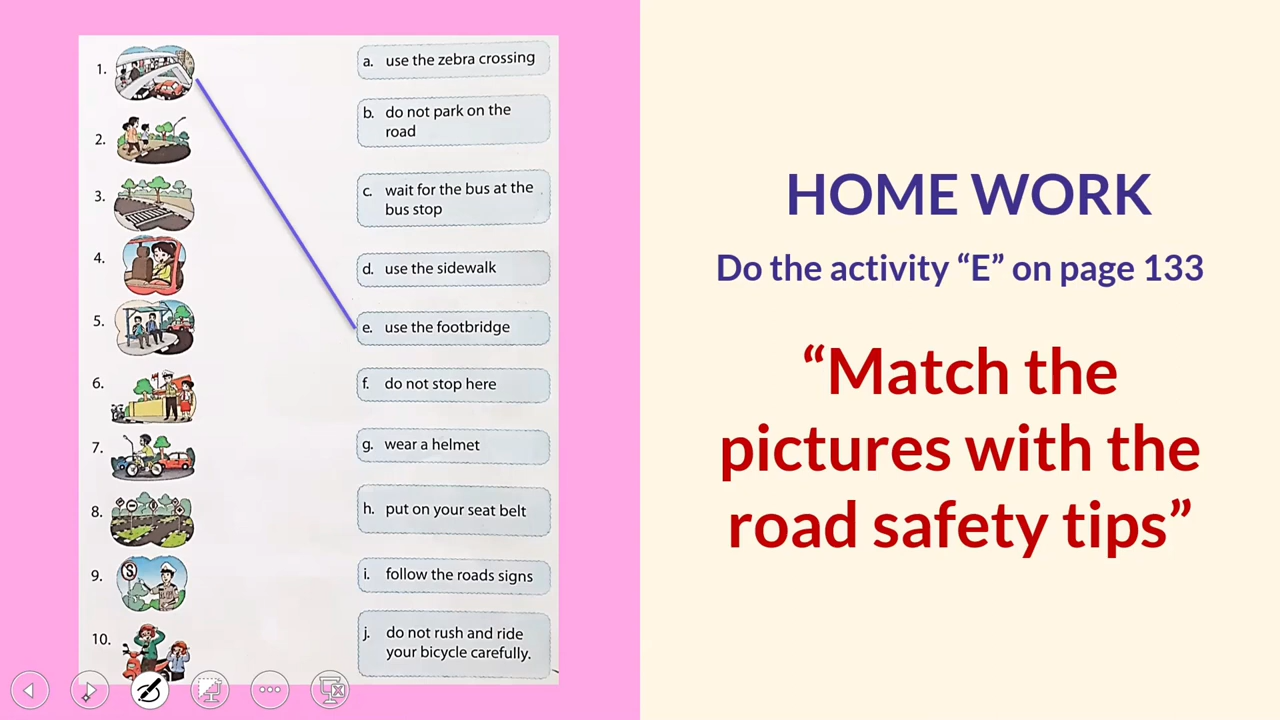 1.
2.
3.
4.
5.
6.
7.
8.
9.
10.
a. use the zebra crossing
b. do not park on the
road
c. wait for the bus at the
bus stop
d. use the sidewalk
e. use the footbridge
f. do not stop here
g. wear a helmet
h. put on your seat belt
i. follow the roads signs
j. do not rush and ride
your bicycle carefully.
HOME WORK
Do the activity “E” on page 133
“Match the
pictures with the
road safety tips”